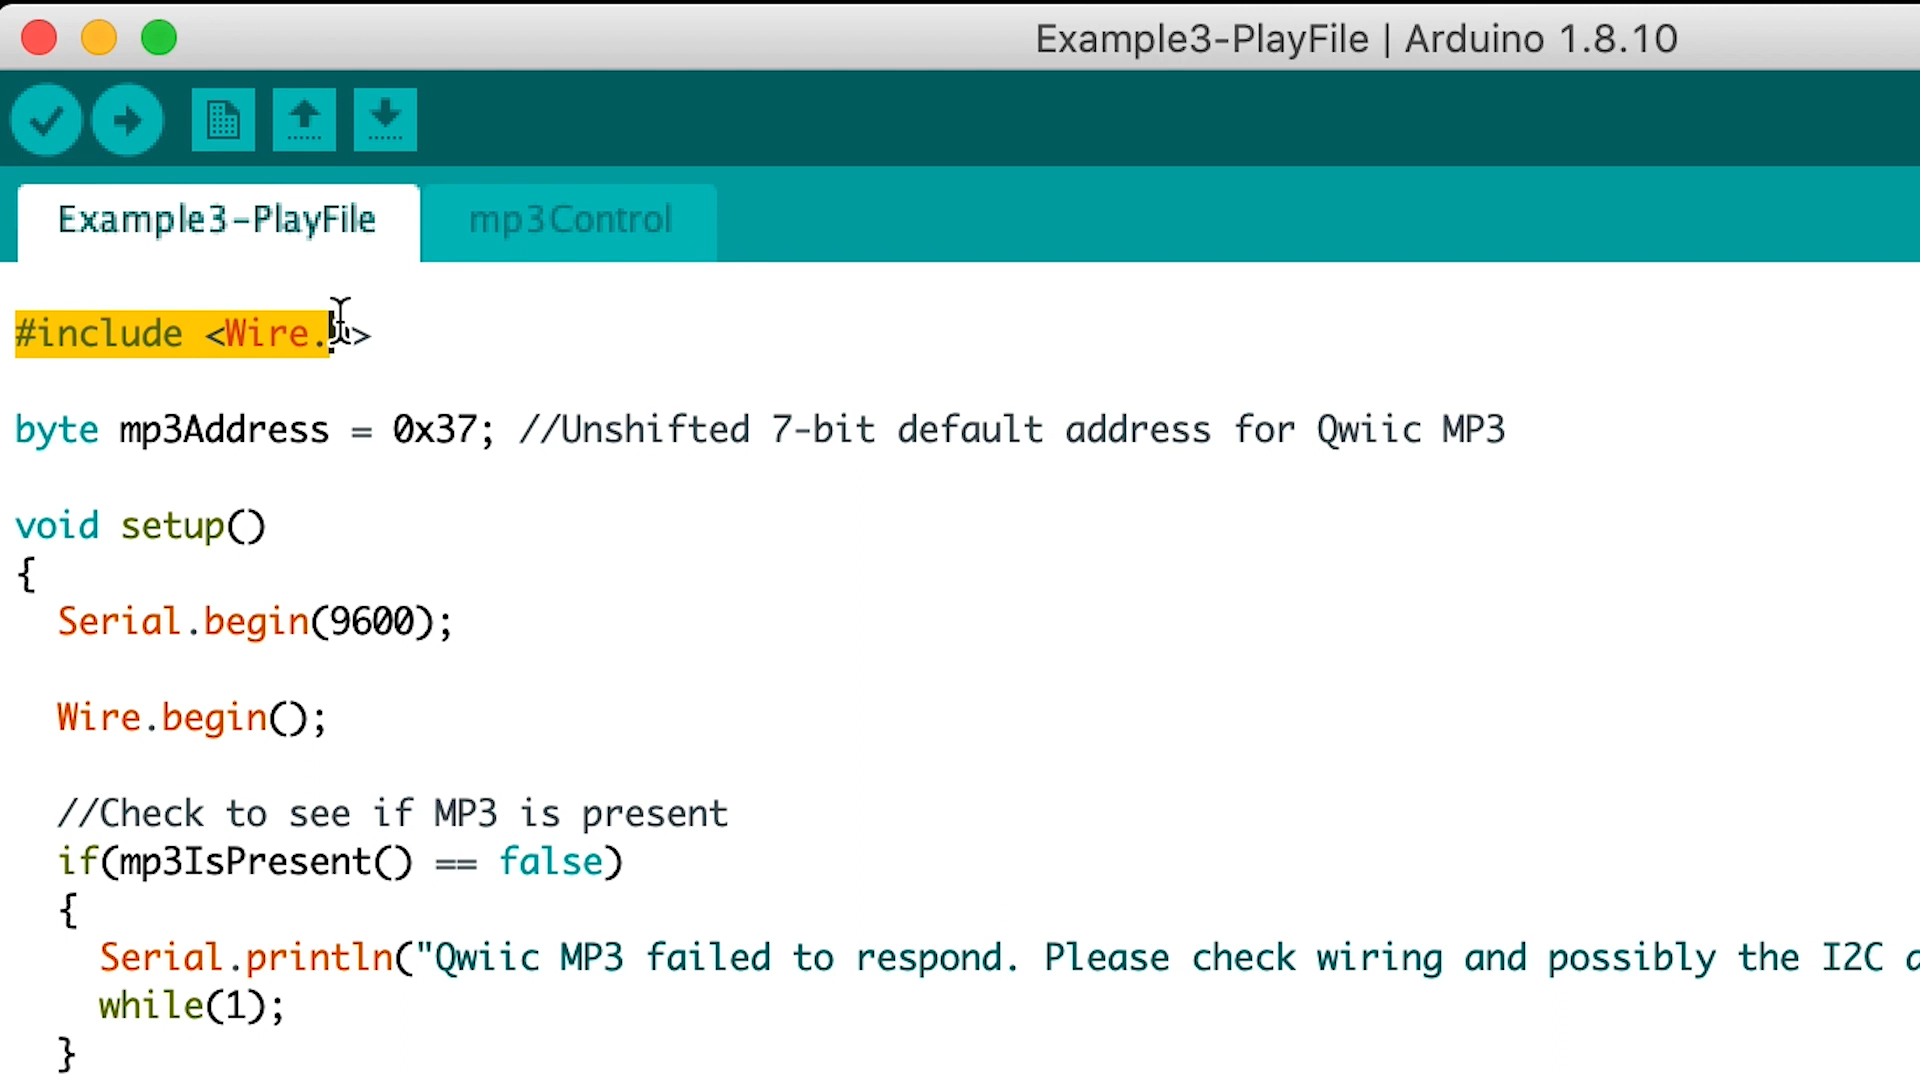 Example3-PlayFile | Arduino 1.8.10
Example3-PlayFile mp3Control
#include <Wire.h>
byte mp3Address = 0x37; //Unshifted 7-bit default address for Qwiic MP3
void setup()
{
Serial.begin(9600);
Wire.begin();
//Check to see if MP3 is present
if(mp3IsPresent() == false)
{
Serial.println("Qwiic MP3 failed to respond. Please check wiring and possibly the I2C
while(1);
}